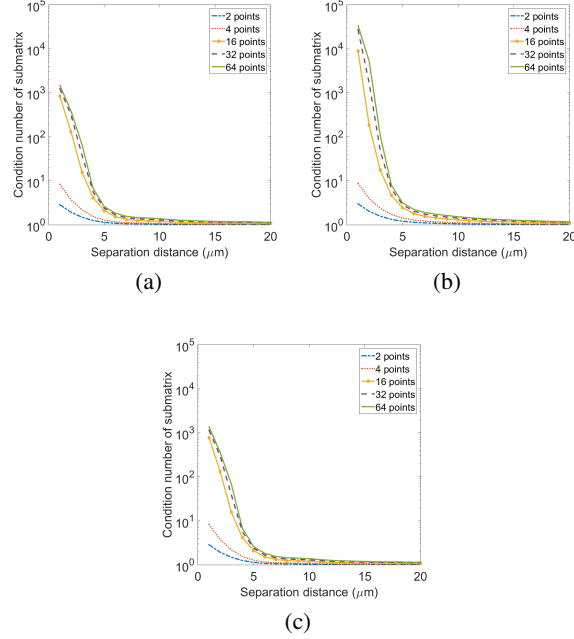 10^5
10^4
10^3
10^2
10^1
10^0
Condition number of submatrix
2 points
4 points
16 points
32 points
64 points
0 5 10 15 20
Separation distance (μm)
(a)
10^5
10^4
10^3
10^2
10^1
10^0
Condition number of submatrix
2 points
4 points
16 points
32 points
64 points
0 5 10 15 20
Separation distance (μm)
(b)
10^5
10^4
10^3
10^2
10^1
10^0
Condition number of submatrix
2 points
4 points
16 points
32 points
64 points
0 5 10 15 20
Separation distance (μm)
(c)